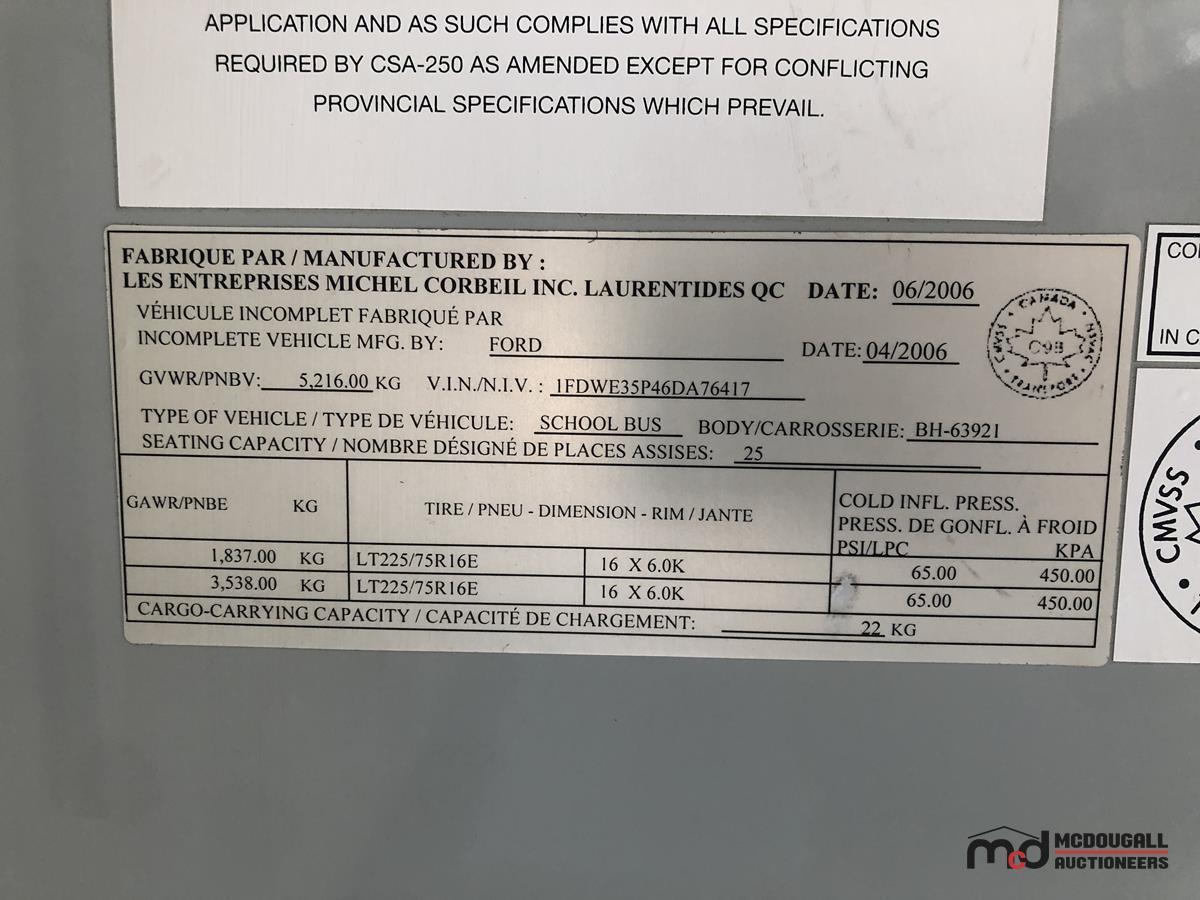 APPLICATION AND AS SUCH COMPLIES WITH ALL SPECIFICATIONS
REQUIRED BY CSA-250 AS AMENDED EXCEPT FOR CONFLICTING
PROVINCIAL SPECIFICATIONS WHICH PREVAIL.
FABRIQUE PAR / MANUFACTURED BY :
LES ENTREPRISES MICHEL CORBEIL INC. LAURENTIDES QC DATE: 06/2006
VÉHICULE INCOMPLET FABRIQUÉ PAR
INCOMPLETE VEHICLE MFG. BY: FORD DATE: 04/2006
CANADA
CMVSS • NSVAC
C9B
TRANSPORT
GVWR/PNBV: 5,216.00 KG V.I.N./N.I.V. : 1FDWE35P46DA76417
TYPE OF VEHICLE / TYPE DE VÉHICULE: SCHOOL BUS BODY/CARROSSERIE: BH-63921
SEATING CAPACITY / NOMBRE DÉSIGNÉ DE PLACES ASSISES: 25
GAWR/PNBE KG TIRE / PNEU - DIMENSION - RIM / JANTE COLD INFL. PRESS.
PRESS. DE GONFL. À FROID
PSI/LPC KPA
1,837.00 KG LT225/75R16E 16 X 6.0K 65.00 450.00
3,538.00 KG LT225/75R16E 16 X 6.0K 65.00 450.00
CARGO-CARRYING CAPACITY / CAPACITÉ DE CHARGEMENT: 22 KG
IN C
CMVSS
mcd MCDOUGALL
AUCTIONEERS